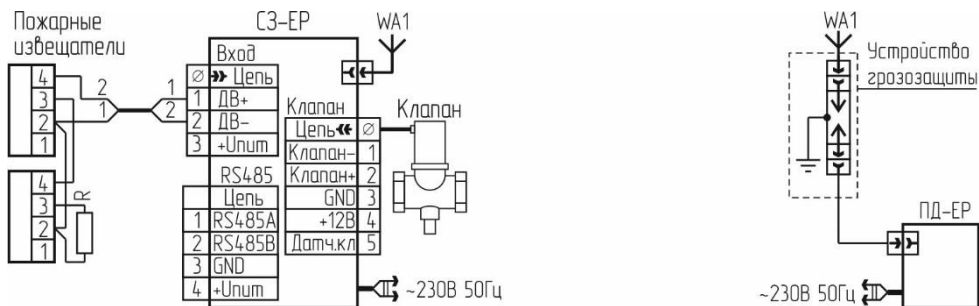 Пожарные
извещатели
4
3
2
1
4
3
2
1
R
2
1
1
2
СЗ-ЕР
Вход
Ø Цепь
1 ДВ+
2 ДВ-
3 +Uпит
RS485
Цепь
1 RS485A
2 RS485B
3 GND
4 +Uпит
Клапан
Цепь Ø
Клапан- 1
Клапан+ 2
GND 3
+12В 4
Датч.кл 5
WA1
Клапан
~230В 50Гц
WA1
Устройство
грозозащиты
ПД-ЕР
~230В 50Гц